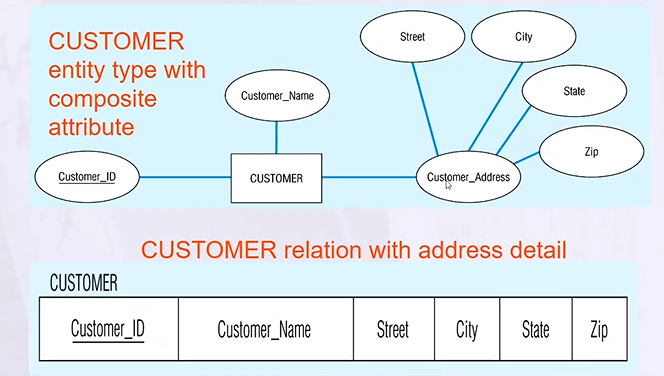 CUSTOMER
entity type with
composite
attribute
Street
City
State
Zip
Customer_Name
Customer_ID
CUSTOMER
Customer_Address
CUSTOMER relation with address detail
CUSTOMER
Customer_ID Customer_Name Street City State Zip